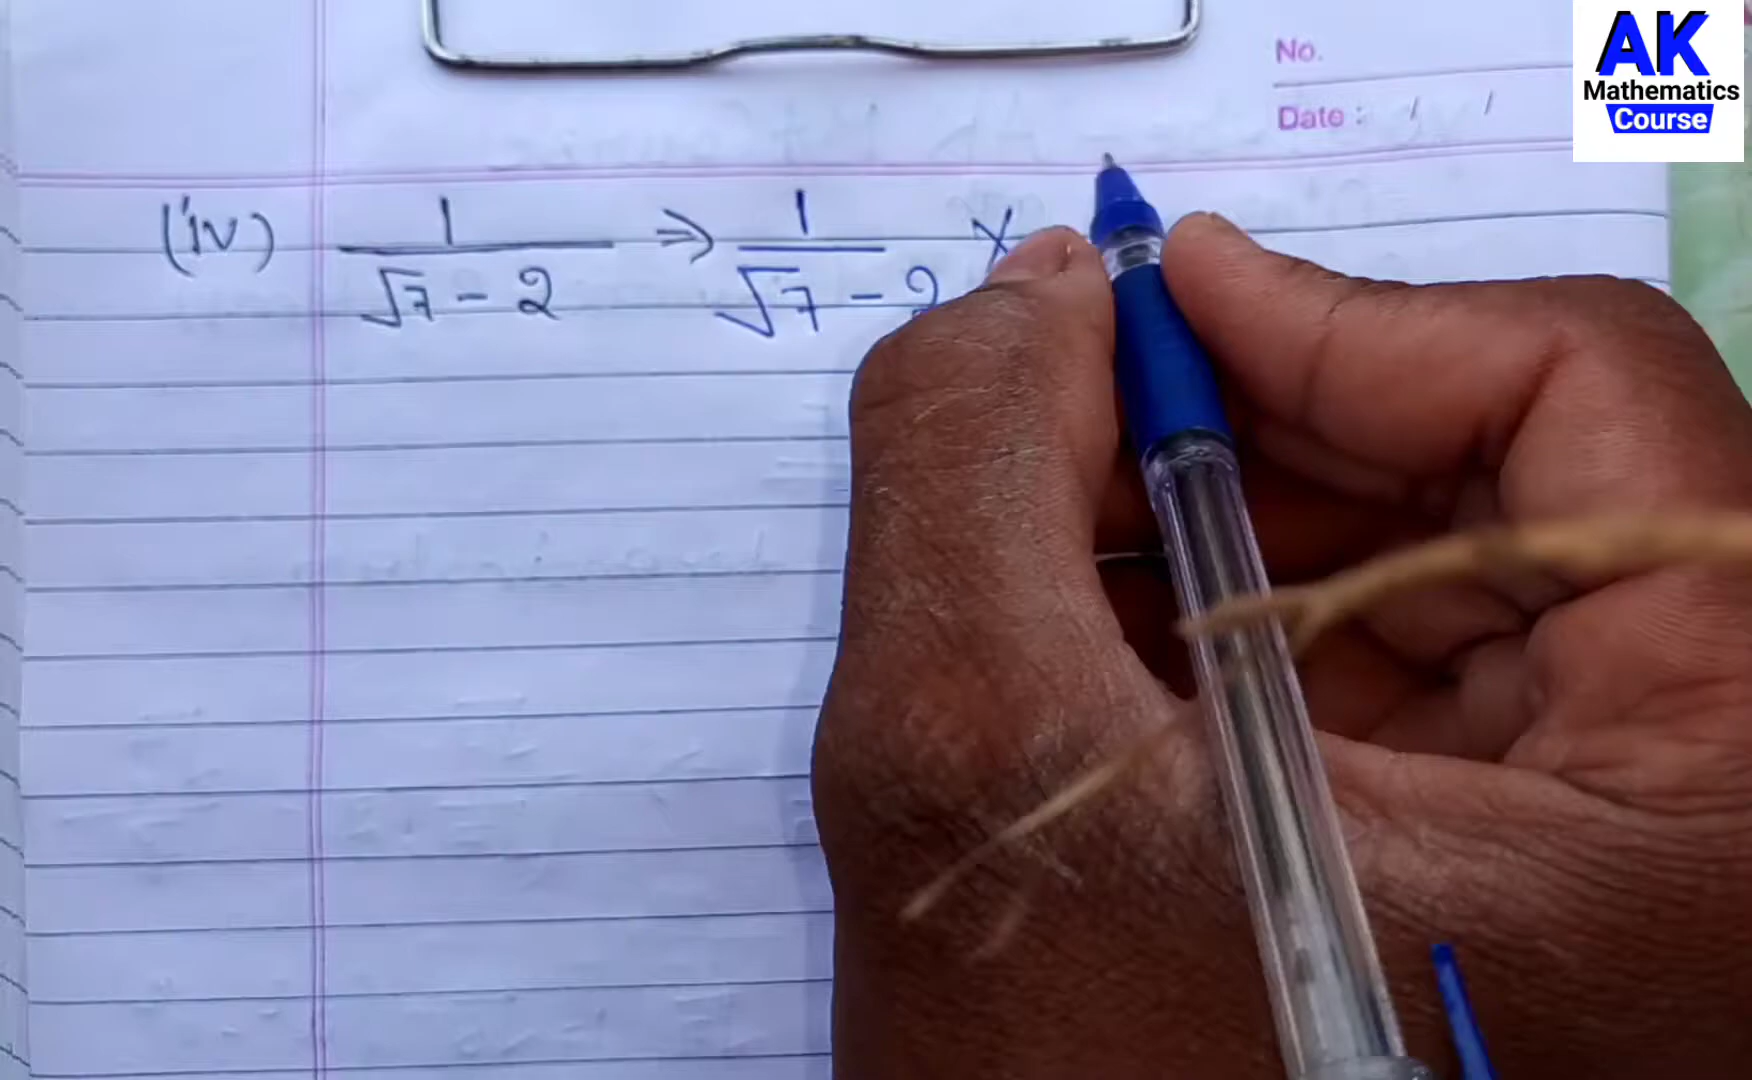 No.
Date : / /
AK
Mathematics
Course
(iv) 1/(√7 - 2) ⇒ 1/(√7 - 2) ×